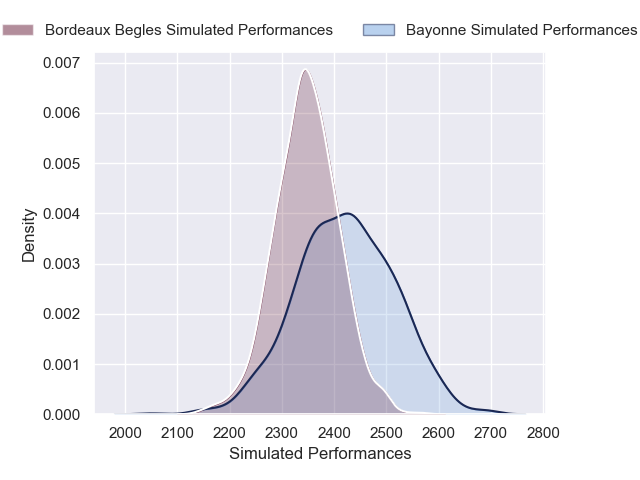 Bordeaux Begles Simulated Performances
Bayonne Simulated Performances
0.007
0.006
0.005
0.004
0.003
0.002
0.001
0.000
Density
2000 2100 2200 2300 2400 2500 2600 2700 2800
Simulated Performances